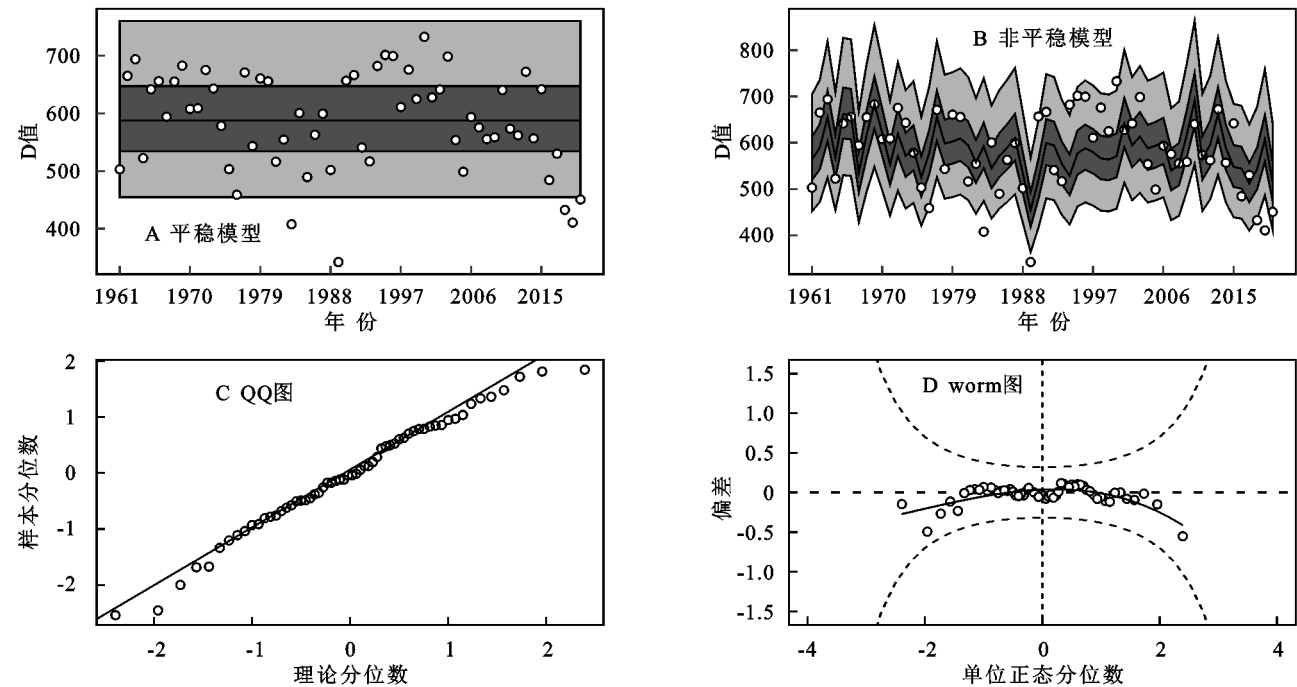 700
600
500
400
D值
A 平稳模型
1961 1970 1979 1988 1997 2006 2015
年 份
800
700
600
500
400
D值
B 非平稳模型
1961 1970 1979 1988 1997 2006 2015
年 份
2
1
0
-1
-2
样本分位数
C QQ图
-2 -1 0 1 2
理论分位数
1.5
1.0
0.5
0
-0.5
-1.0
-1.5
偏差
D worm图
-4 -2 0 2 4
单位正态分位数